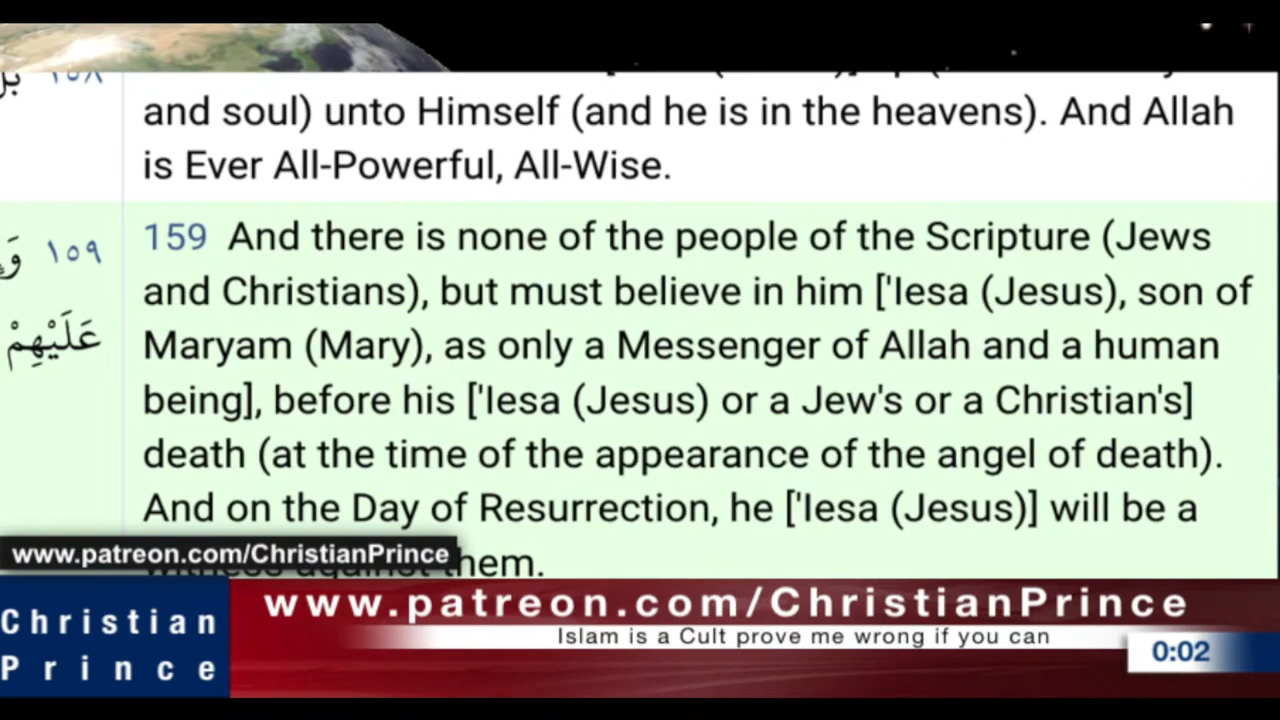 and soul) unto Himself (and he is in the heavens). And Allah
is Ever All-Powerful, All-Wise.
١٥٩
159 And there is none of the people of the Scripture (Jews
and Christians), but must believe in him ['Iesa (Jesus), son of
عَلَيْهِمْ
Maryam (Mary), as only a Messenger of Allah and a human
being], before his ['Iesa (Jesus) or a Jew's or a Christian's]
death (at the time of the appearance of the angel of death).
And on the Day of Resurrection, he ['Iesa (Jesus)] will be a
witness against them.
www.patreon.com/ChristianPrince
Christian
Prince
www.patreon.com/ChristianPrince
Islam is a Cult prove me wrong if you can
0:02